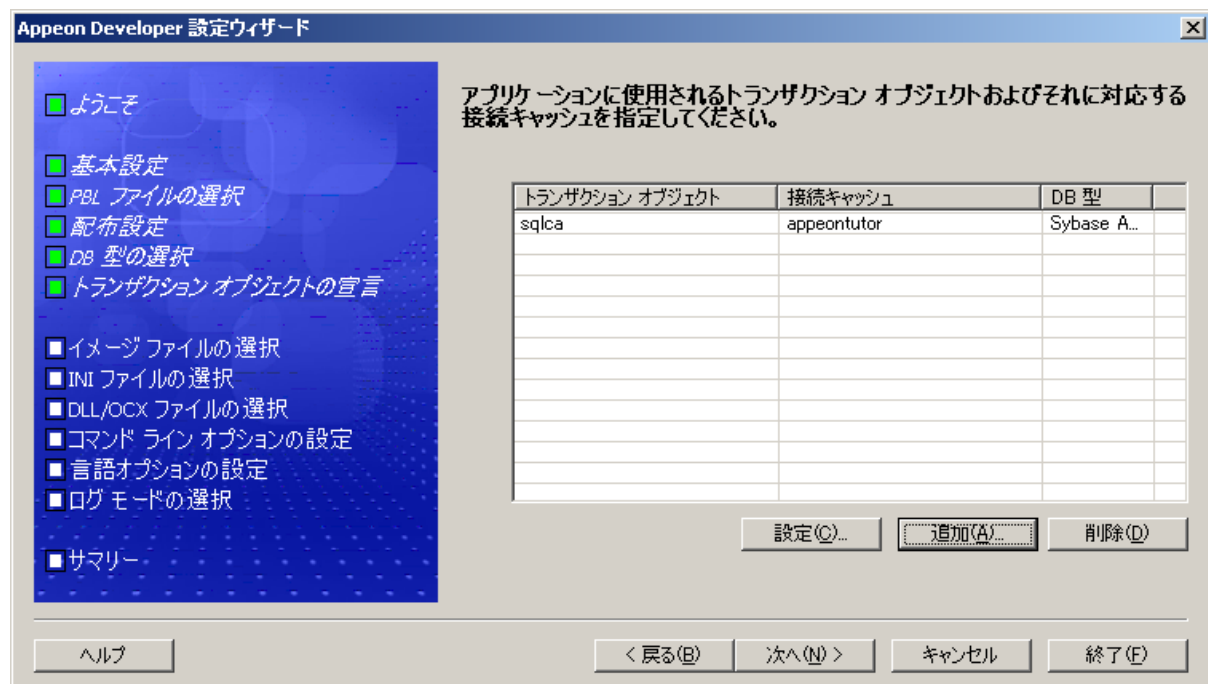 Appeon Developer 設定ウィザード
ようこそ
基本設定
PBL ファイルの選択
配布設定
DB 型の選択
トランザクション オブジェクトの宣言
イメージ ファイルの選択
INI ファイルの選択
DLL/OCX ファイルの選択
コマンド ライン オプションの設定
言語オプションの設定
ログ モードの選択
サマリー
アプリケーションに使用されるトランザクション オブジェクトおよびそれに対応する
接続キャッシュを指定してください。
トランザクション オブジェクト 接続キャッシュ DB 型
sqlca appeontutor Sybase A...
設定(C)... 追加(A)... 削除(D)
ヘルプ < 戻る(B) 次へ(N) > キャンセル 終了(F)